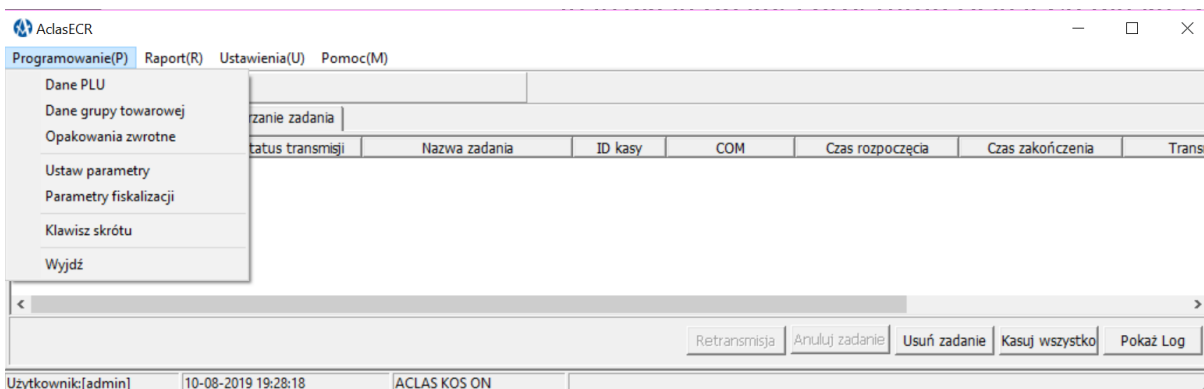 AclasECR
Programowanie(P) Raport(R) Ustawienia(U) Pomoc(M)
Dane PLU
Dane grupy towarowej
Opakowania zwrotne
Ustaw parametry
Parametry fiskalizacji
Klawisz skrótu
Wyjdź
rzanie zadania
tatus transmisji Nazwa zadania ID kasy COM Czas rozpoczęcia Czas zakończenia Trans
Retransmisja Anuluj zadanie Usuń zadanie Kasuj wszystko Pokaż Log
Użytkownik:[admin] 10-08-2019 19:28:18 ACLAS KOS ON